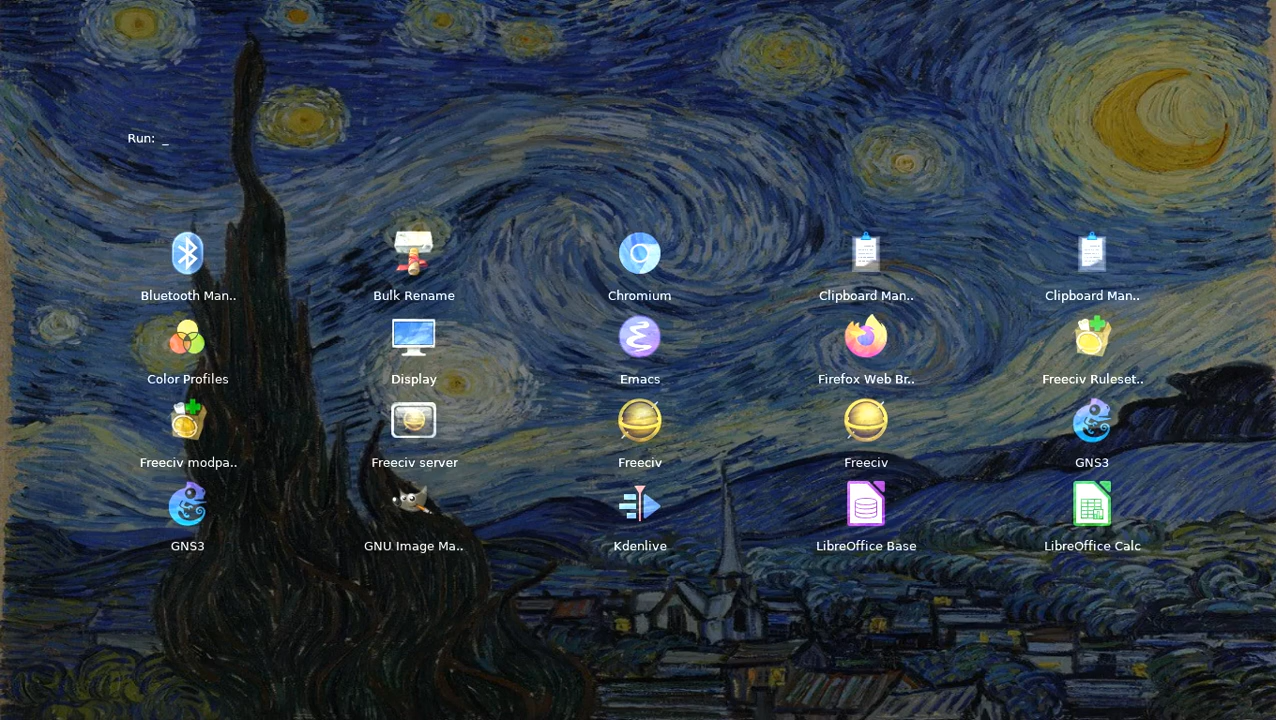 Run: _
Bluetooth Man..
Bulk Rename
Chromium
Clipboard Man..
Clipboard Man..
Color Profiles
Display
Emacs
Firefox Web Br..
Freeciv Ruleset..
Freeciv modpa..
Freeciv server
Freeciv
Freeciv
GNS3
GNS3
GNU Image Ma..
Kdenlive
LibreOffice Base
LibreOffice Calc